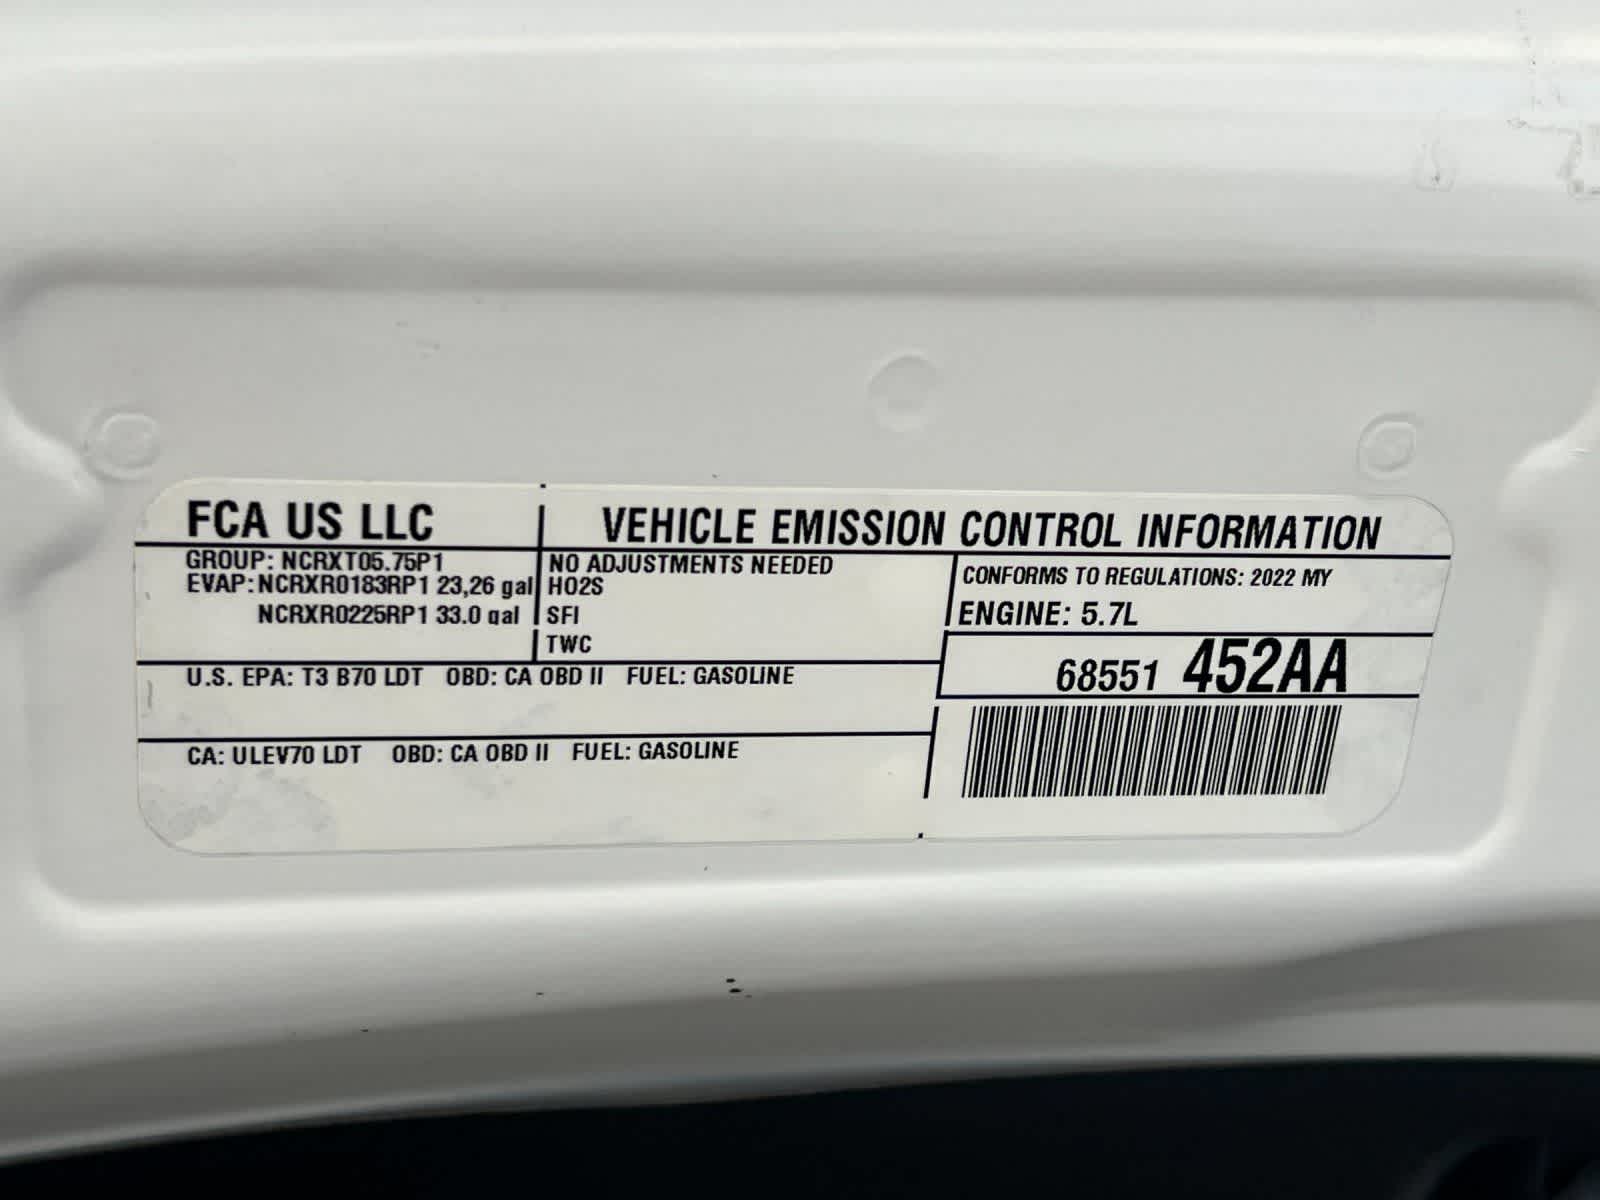 FCA US LLC
VEHICLE EMISSION CONTROL INFORMATION
GROUP: NCRXT05.75P1
EVAP: NCRXR0183RP1 23,26 gal
NCRXR0225RP1 33.0 gal
NO ADJUSTMENTS NEEDED
HO2S
SFI
TWC
CONFORMS TO REGULATIONS: 2022 MY
ENGINE: 5.7L
68551 452AA
U.S. EPA: T3 B70 LDT OBD: CA OBD II FUEL: GASOLINE
CA: ULEV70 LDT OBD: CA OBD II FUEL: GASOLINE